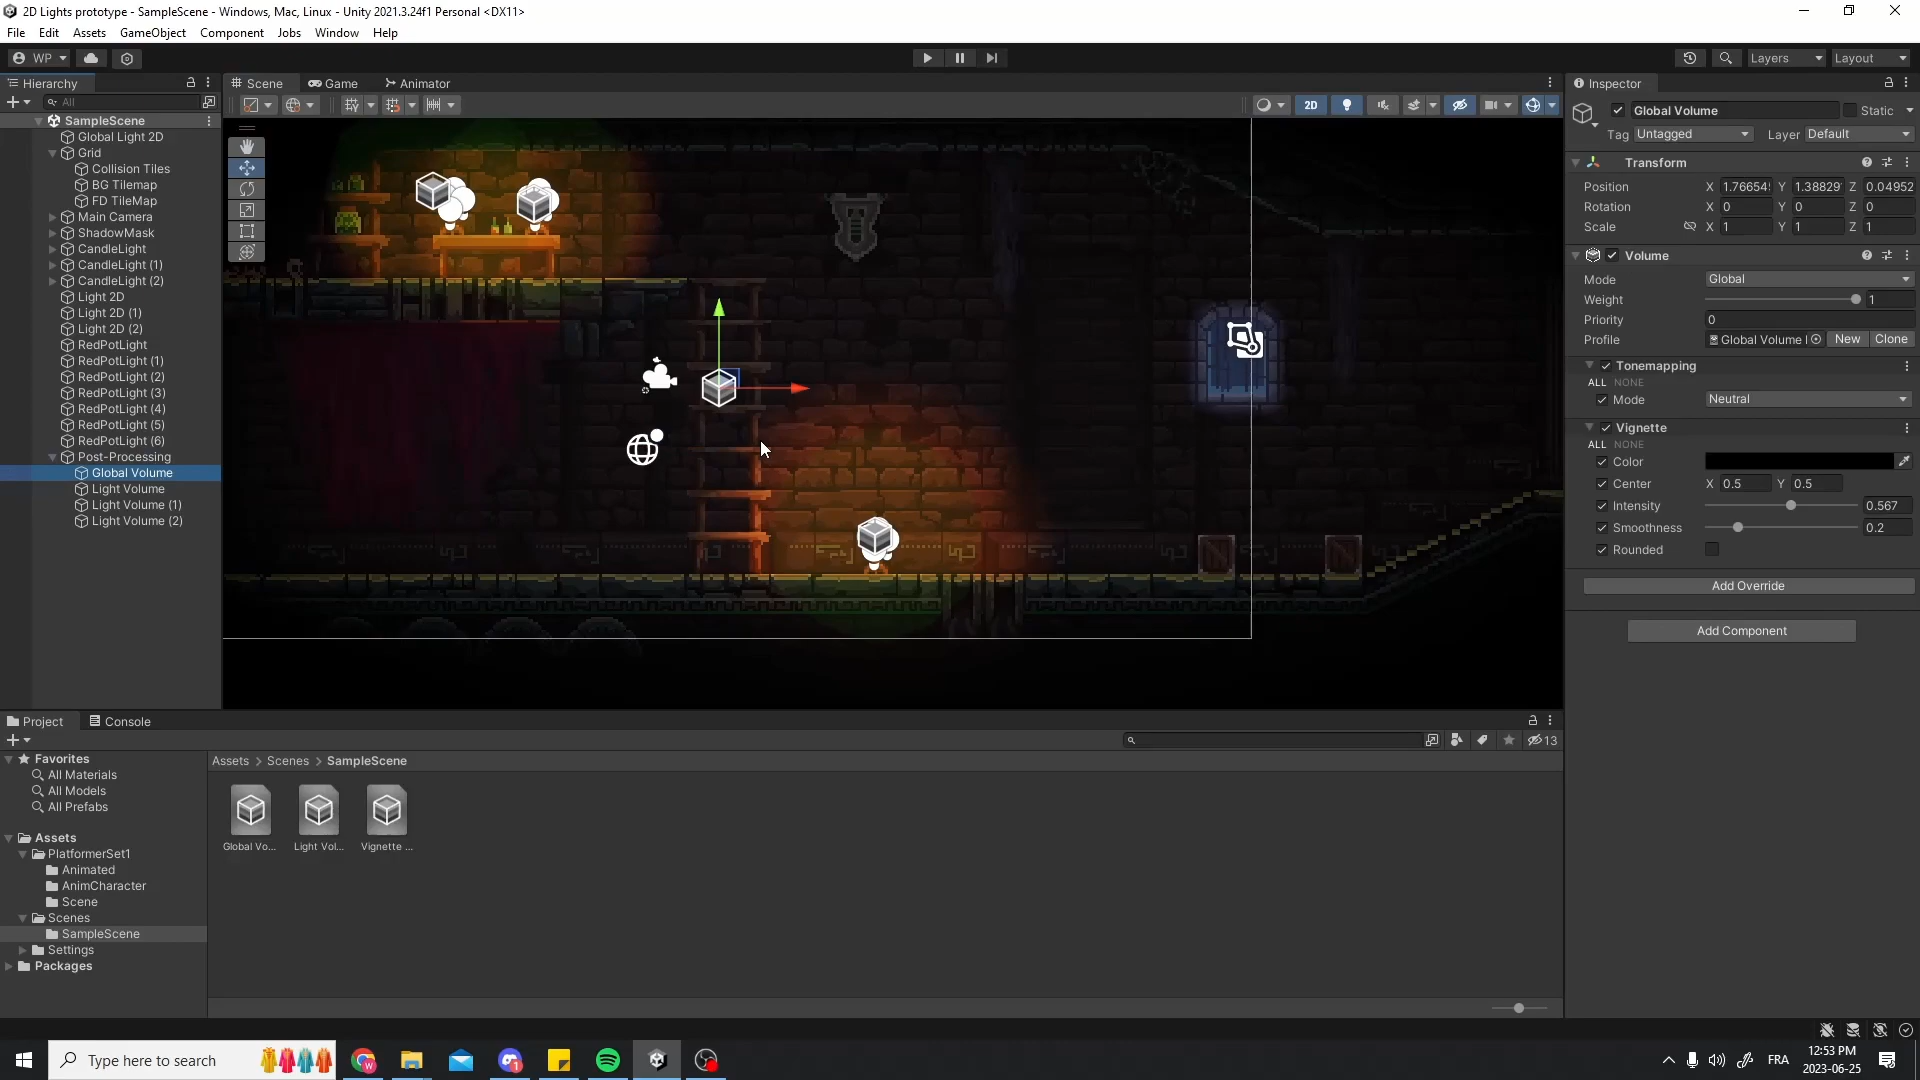 2D Lights prototype - SampleScene - Windows, Mac, Linux - Unity 2021.3.24f1 Personal <DX11>
File Edit Assets GameObject Component Jobs Window Help
WP Layers Layout
Hierarchy
All
SampleScene
Global Light 2D
Grid
Collision Tiles
BG Tilemap
FD TileMap
Main Camera
ShadowMask
CandleLight
CandleLight (1)
CandleLight (2)
Light 2D
Light 2D (1)
Light 2D (2)
RedPotLight
RedPotLight (1)
RedPotLight (2)
RedPotLight (3)
RedPotLight (4)
RedPotLight (5)
RedPotLight (6)
Post-Processing
Global Volume
Light Volume
Light Volume (1)
Light Volume (2)
Scene Game Animator
2D
Inspector
Global Volume Static
Tag Untagged Layer Default
Transform
Position X 1.76654 Y 1.38829 Z 0.04952
Rotation X 0 Y 0 Z 0
Scale X 1 Y 1 Z 1
Volume
Mode Global
Weight 1
Priority 0
Profile Global Volume New Clone
Tonemapping
ALL NONE
Mode Neutral
Vignette
ALL NONE
Color
Center X 0.5 Y 0.5
Intensity 0.567
Smoothness 0.2
Rounded
Add Override
Add Component
Project Console
13
Favorites
All Materials
All Models
All Prefabs
Assets
PlatformerSet1
Animated
AnimCharacter
Scene
Scenes
SampleScene
Settings
Packages
Assets > Scenes > SampleScene
Global Vo... Light Vol... Vignette ...
Type here to search
FRA
12:53 PM
2023-06-25